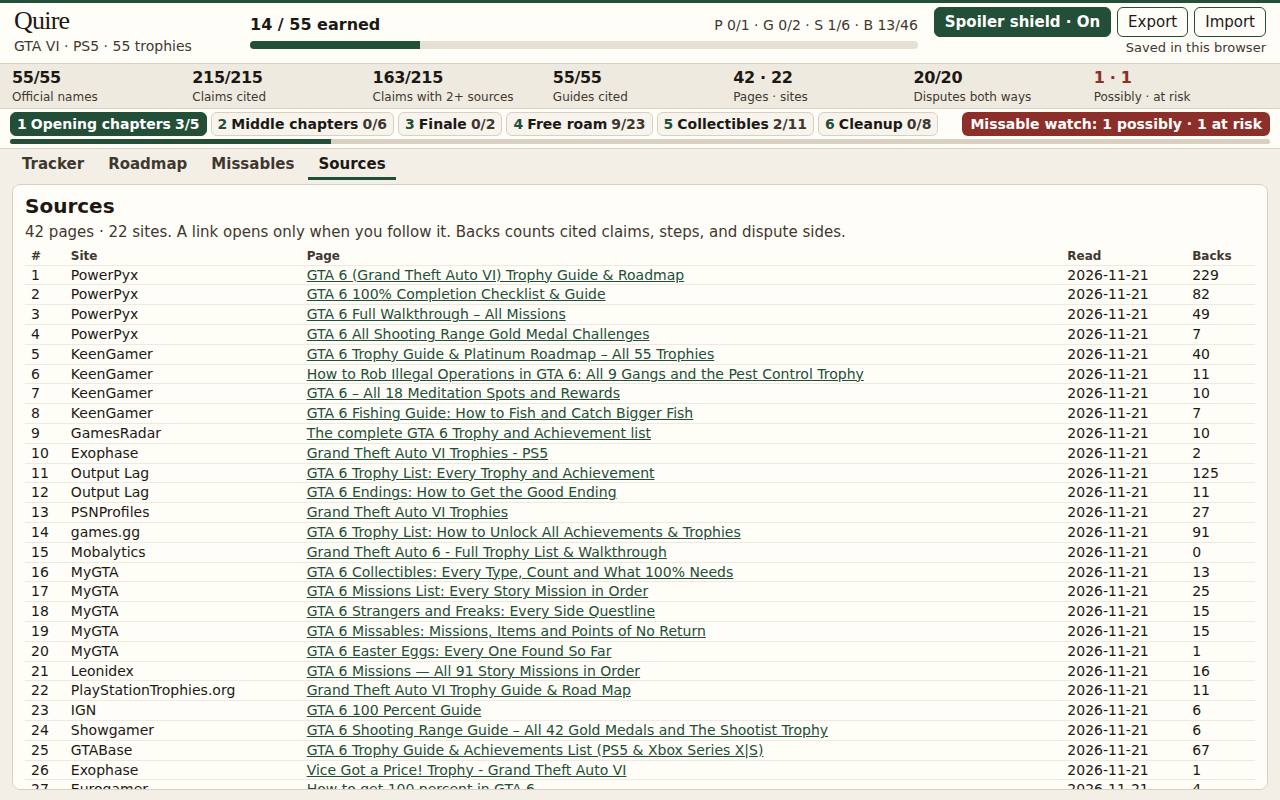 Quire
GTA VI · PS5 · 55 trophies
14 / 55 earned
P 0/1 · G 0/2 · S 1/6 · B 13/46
Spoiler shield · On
Export
Import
Saved in this browser
55/55
Official names
215/215
Claims cited
163/215
Claims with 2+ sources
55/55
Guides cited
42 · 22
Pages · sites
20/20
Disputes both ways
1 · 1
Possibly · at risk
1 Opening chapters 3/5
2 Middle chapters 0/6
3 Finale 0/2
4 Free roam 9/23
5 Collectibles 2/11
6 Cleanup 0/8
Missable watch: 1 possibly · 1 at risk
Tracker Roadmap Missables Sources
Sources
42 pages · 22 sites. A link opens only when you follow it. Backs counts cited claims, steps, and dispute sides.
# Site Page Read Backs
1 PowerPyx GTA 6 (Grand Theft Auto VI) Trophy Guide & Roadmap 2026-11-21 229
2 PowerPyx GTA 6 100% Completion Checklist & Guide 2026-11-21 82
3 PowerPyx GTA 6 Full Walkthrough – All Missions 2026-11-21 49
4 PowerPyx GTA 6 All Shooting Range Gold Medal Challenges 2026-11-21 7
5 KeenGamer GTA 6 Trophy Guide & Platinum Roadmap – All 55 Trophies 2026-11-21 40
6 KeenGamer How to Rob Illegal Operations in GTA 6: All 9 Gangs and the Pest Control Trophy 2026-11-21 11
7 KeenGamer GTA 6 – All 18 Meditation Spots and Rewards 2026-11-21 10
8 KeenGamer GTA 6 Fishing Guide: How to Fish and Catch Bigger Fish 2026-11-21 7
9 GamesRadar The complete GTA 6 Trophy and Achievement list 2026-11-21 10
10 Exophase Grand Theft Auto VI Trophies - PS5 2026-11-21 2
11 Output Lag GTA 6 Trophy List: Every Trophy and Achievement 2026-11-21 125
12 Output Lag GTA 6 Endings: How to Get the Good Ending 2026-11-21 11
13 PSNProfiles Grand Theft Auto VI Trophies 2026-11-21 27
14 games.gg GTA 6 Trophy List: How to Unlock All Achievements & Trophies 2026-11-21 91
15 Mobalytics Grand Theft Auto 6 - Full Trophy List & Walkthrough 2026-11-21 0
16 MyGTA GTA 6 Collectibles: Every Type, Count and What 100% Needs 2026-11-21 13
17 MyGTA GTA 6 Missions List: Every Story Mission in Order 2026-11-21 25
18 MyGTA GTA 6 Strangers and Freaks: Every Side Questline 2026-11-21 15
19 MyGTA GTA 6 Missables: Missions, Items and Points of No Return 2026-11-21 15
20 MyGTA GTA 6 Easter Eggs: Every One Found So Far 2026-11-21 1
21 Leonidex GTA 6 Missions — All 91 Story Missions in Order 2026-11-21 16
22 PlayStationTrophies.org Grand Theft Auto VI Trophy Guide & Road Map 2026-11-21 11
23 IGN GTA 6 100 Percent Guide 2026-11-21 6
24 Showgamer GTA 6 Shooting Range Guide – All 42 Gold Medals and The Shootist Trophy 2026-11-21 6
25 GTABase GTA 6 Trophy Guide & Achievements List (PS5 & Xbox Series X|S) 2026-11-21 67
26 Exophase Vice Got a Price! Trophy - Grand Theft Auto VI 2026-11-21 1
27 Eurogamer How to get 100 percent in GTA 6 2026-11-21 4